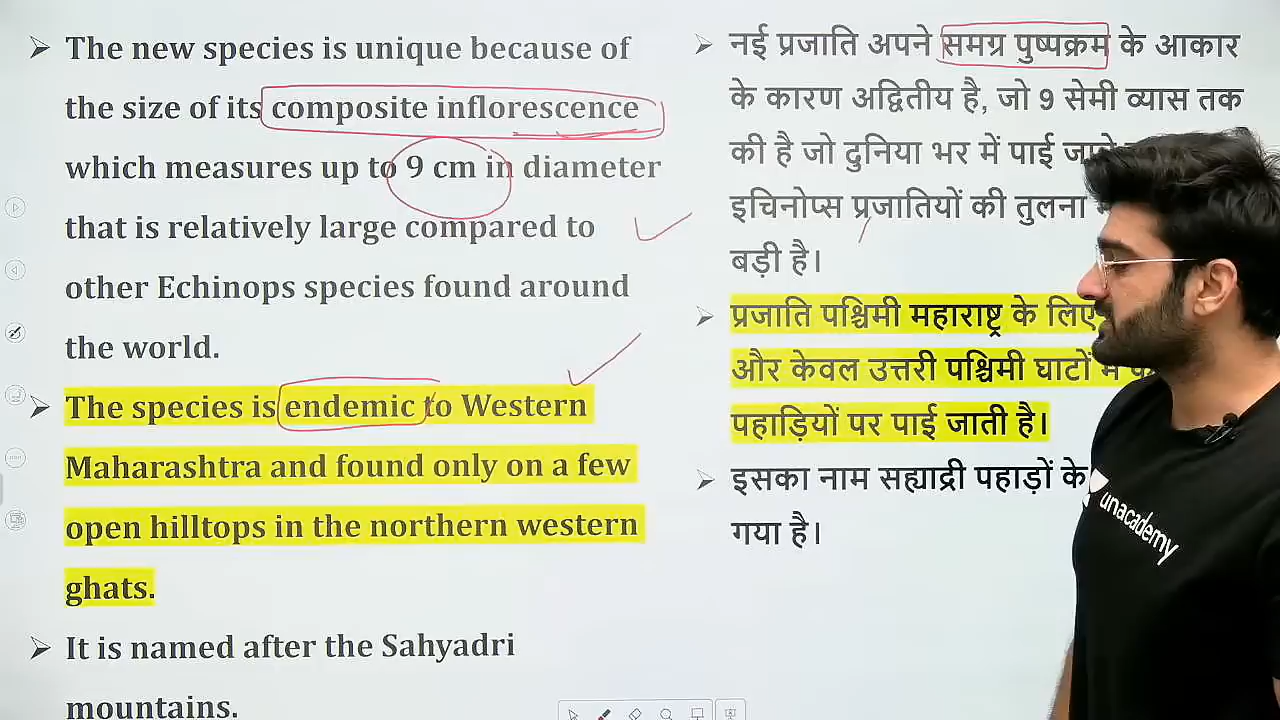 The new species is unique because of
the size of its composite inflorescence
which measures up to 9 cm in diameter
that is relatively large compared to
other Echinops species found around
the world.
The species is endemic to Western
Maharashtra and found only on a few
open hilltops in the northern western
ghats.
It is named after the Sahyadri
mountains.
नई प्रजाति अपने समग्र पुष्पक्रम के आकार
के कारण अद्वितीय है, जो 9 सेमी व्यास तक
की है जो दुनिया भर में पाई
इचिनोप्स प्रजातियों की तुलना
बड़ी है।
प्रजाति पश्चिमी महाराष्ट्र के लिए
और केवल उत्तरी पश्चिमी घाटों में
पहाड़ियों पर पाई जाती है।
इसका नाम सह्याद्री पहाड़ों के
गया है।
unacademy